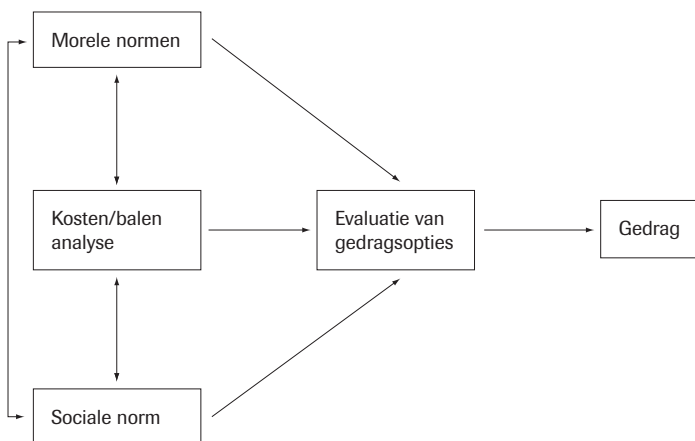 Morele normen
Kosten/balen
analyse
Evaluatie van
gedragsopties
Gedrag
Sociale norm